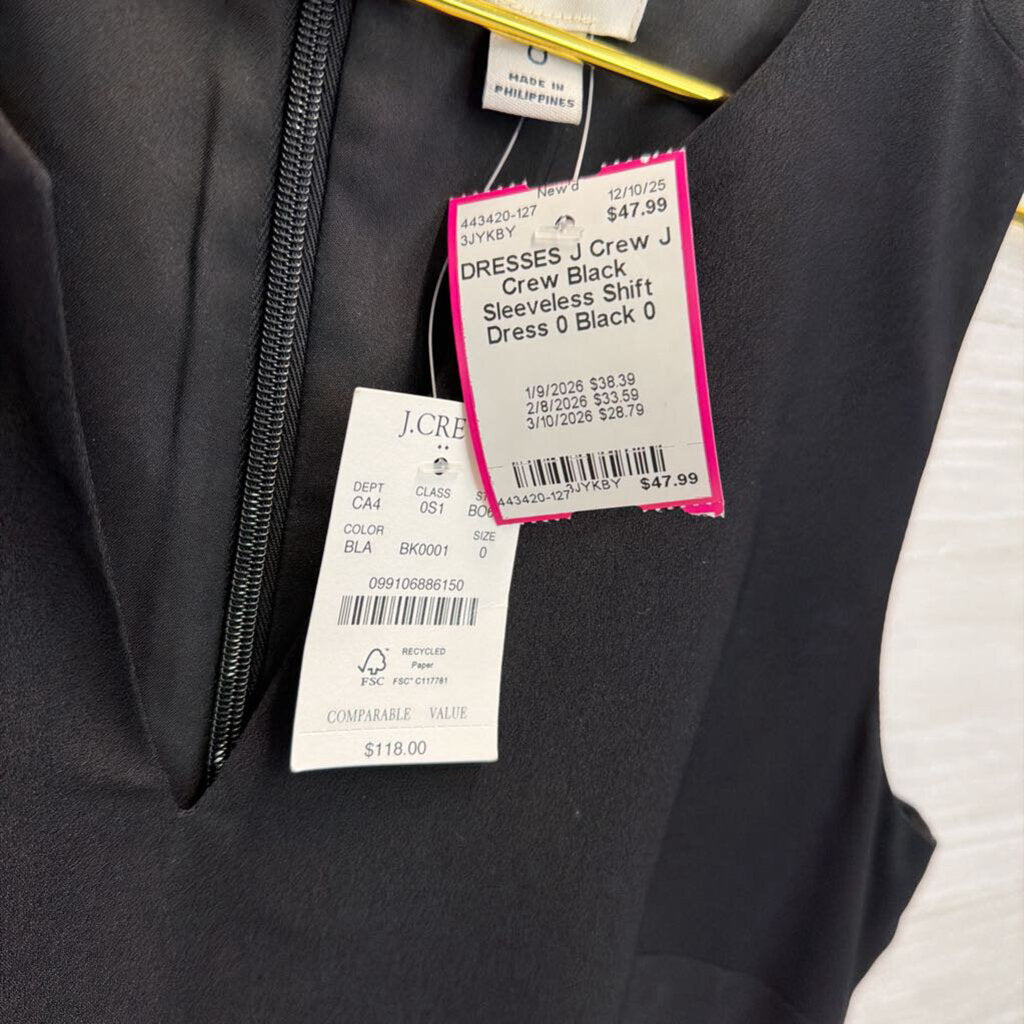 0
MADE IN
PHILIPPINES
New'd
12/10/25
443420-127
$47.99
3JYKBY
DRESSES J Crew J
Crew Black
Sleeveless Shift
Dress 0 Black 0
1/9/2026 $38.39
2/8/2026 $33.59
3/10/2026 $28.79
443420-127 3JYKBY $47.99
J.CRE
DEPT CLASS ST
CA4 0S1
COLOR SIZE
BLA BK0001 0
099106886150
RECYCLED
Paper
FSC FSC® C117781
COMPARABLE VALUE
$118.00